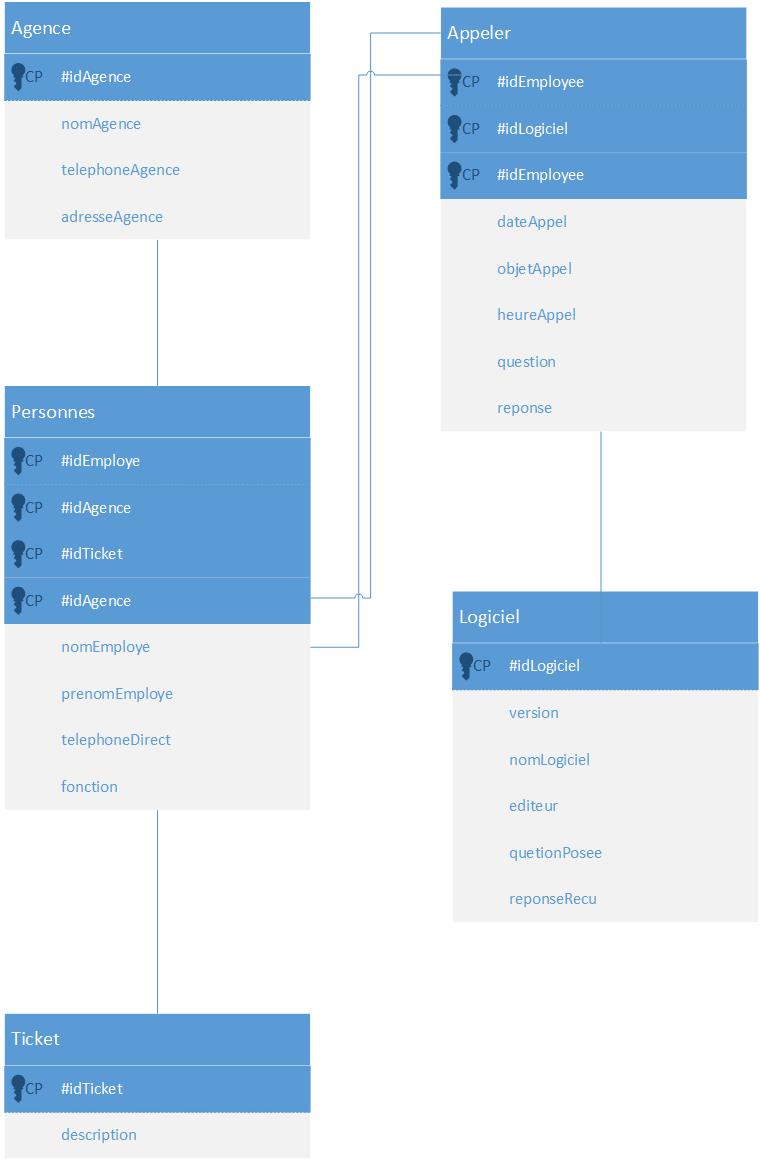 Agence
CP #idAgence
nomAgence
telephoneAgence
adresseAgence
Personnes
CP #idEmploye
CP #idAgence
CP #idTicket
CP #idAgence
nomEmploye
prenomEmploye
telephoneDirect
fonction
Ticket
CP #idTicket
description
Appeler
CP #idEmployee
CP #idLogiciel
CP #idEmployee
dateAppel
objetAppel
heureAppel
question
reponse
Logiciel
CP #idLogiciel
version
nomLogiciel
editeur
quetionPosee
reponseRecu